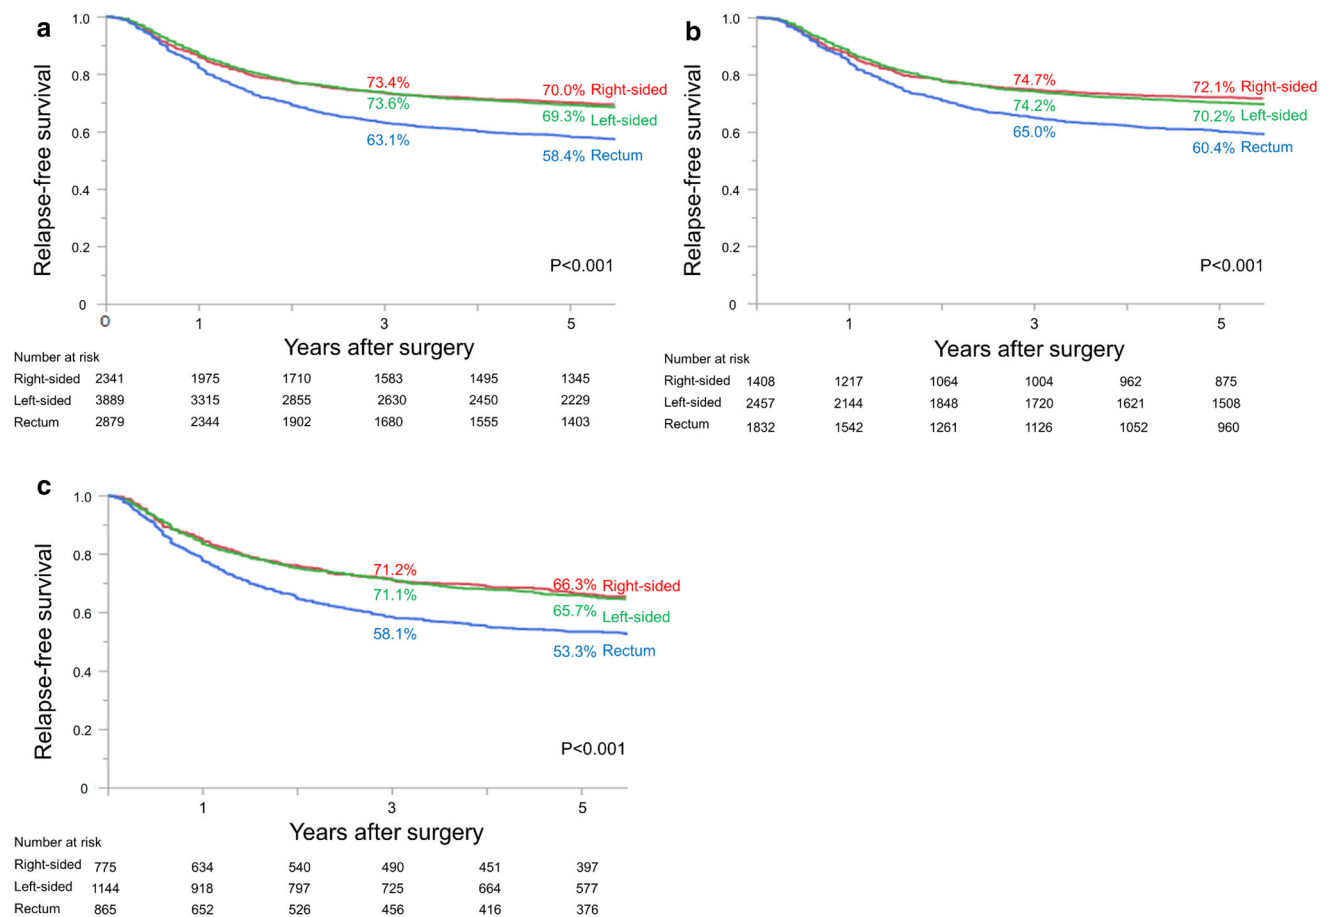 a
Relapse-free survival
1.0
0.8
0.6
0.4
0.2
0
73.4%
73.6%
63.1%
70.0% Right-sided
69.3% Left-sided
58.4% Rectum
P<0.001
0 1 3 5
Years after surgery
Number at risk
Right-sided 2341 1975 1710 1583 1495 1345
Left-sided 3889 3315 2855 2630 2450 2229
Rectum 2879 2344 1902 1680 1555 1403
b
Relapse-free survival
1.0
0.8
0.6
0.4
0.2
0
74.7%
74.2%
65.0%
72.1% Right-sided
70.2% Left-sided
60.4% Rectum
P<0.001
1 3 5
Years after surgery
Number at risk
Right-sided 1408 1217 1064 1004 962 875
Left-sided 2457 2144 1848 1720 1621 1508
Rectum 1832 1542 1261 1126 1052 960
c
Relapse-free survival
1.0
0.8
0.6
0.4
0.2
0
71.2%
71.1%
58.1%
66.3% Right-sided
65.7% Left-sided
53.3% Rectum
P<0.001
1 3 5
Years after surgery
Number at risk
Right-sided 775 634 540 490 451 397
Left-sided 1144 918 797 725 664 577
Rectum 865 652 526 456 416 376